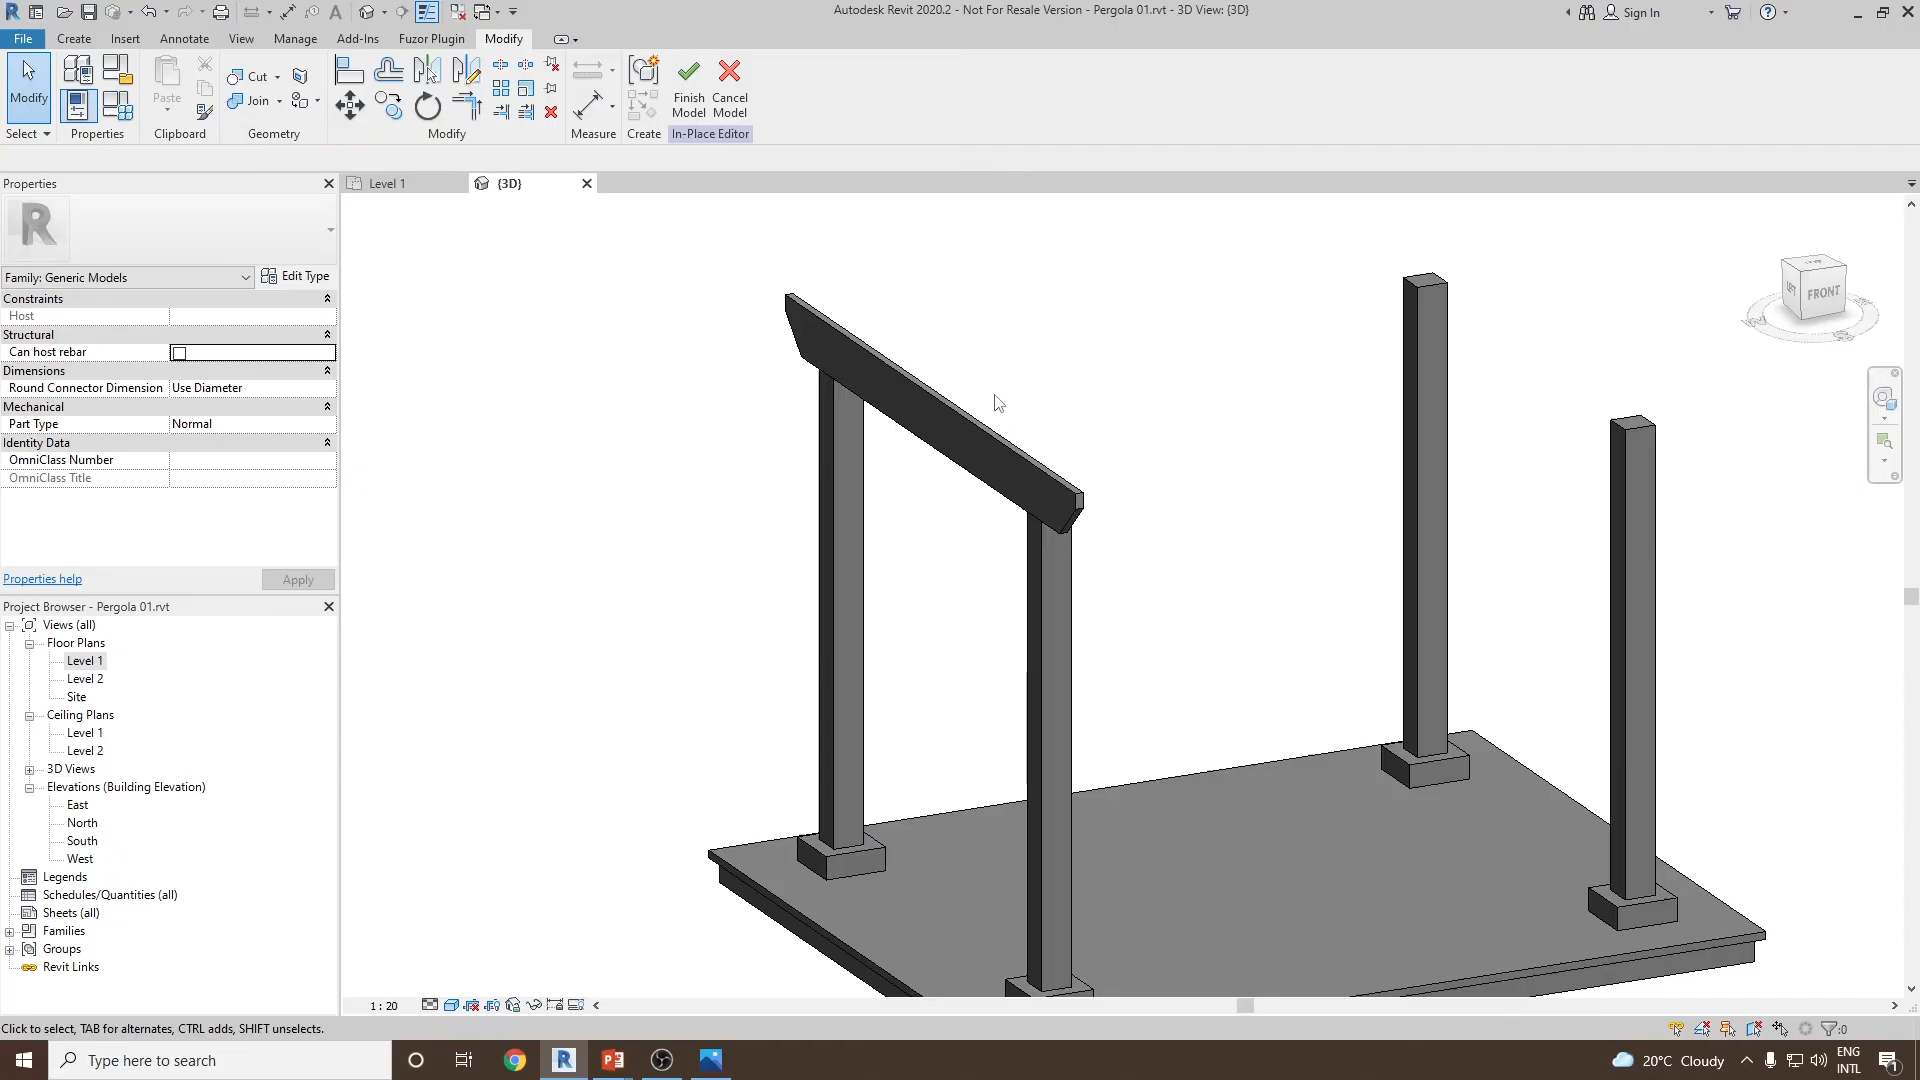 Autodesk Revit 2020.2 - Not For Resale Version - Pergola 01.rvt - 3D View: {3D}
Sign In
File
Create
Insert
Annotate
View
Manage
Add-Ins
Fuzor Plugin
Modify
Modify
Paste
Cut
Join
Finish
Model
Cancel
Model
Select
Properties
Clipboard
Geometry
Modify
Measure
Create
In-Place Editor
Properties
Level 1
{3D}
R
Family: Generic Models
Edit Type
Constraints
Host
Structural
Can host rebar
Dimensions
Round Connector Dimension
Use Diameter
Mechanical
Part Type
Normal
Identity Data
OmniClass Number
OmniClass Title
Properties help
Apply
LEFT
FRONT
Project Browser - Pergola 01.rvt
Views (all)
Floor Plans
Level 1
Level 2
Site
Ceiling Plans
Level 1
Level 2
3D Views
Elevations (Building Elevation)
East
North
South
West
Legends
Schedules/Quantities (all)
Sheets (all)
Families
Groups
Revit Links
1 : 20
Click to select, TAB for alternates, CTRL adds, SHIFT unselects.
:0
Type here to search
20°C Cloudy
ENG
INTL
1